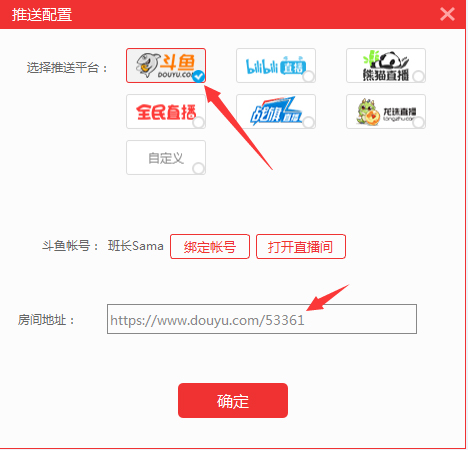 推送配置
选择推送平台：
斗鱼
DOUYU.COM
bilibili 直播
熊猫直播
全民直播
战旗直播
龙珠直播
longzhu.com
自定义
斗鱼帐号： 班长Sama 绑定帐号 打开直播间
房间地址： https://www.douyu.com/53361
确定